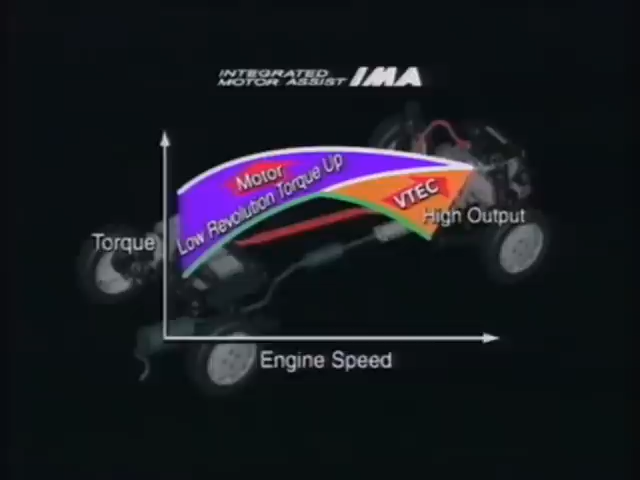 INTEGRATED
MOTOR ASSIST IMA
Motor
Low Revolution Torque Up
VTEC
High Output
Torque
Engine Speed